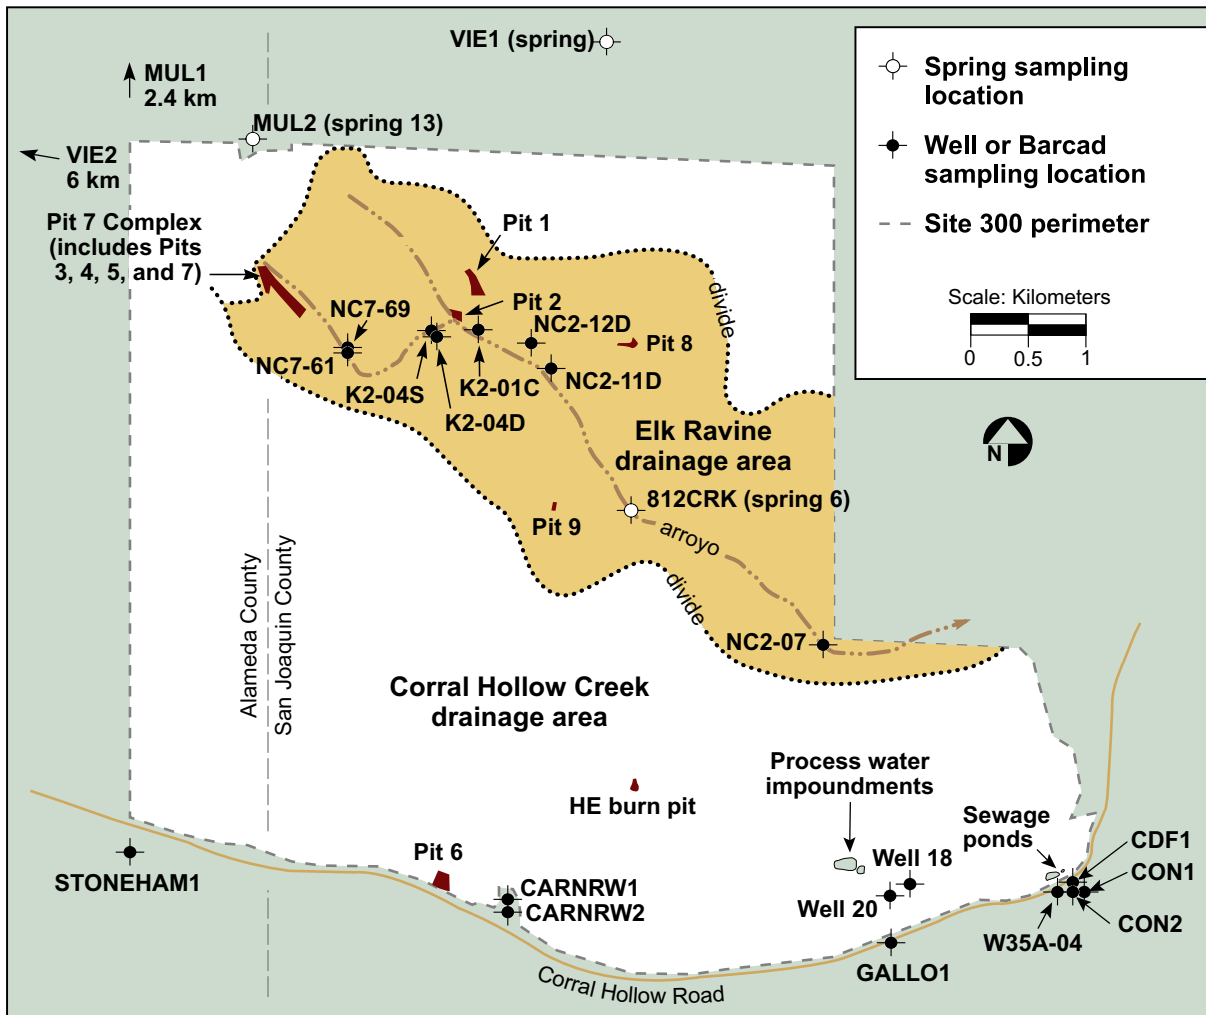 VIE1 (spring)
MUL1
2.4 km
MUL2 (spring 13)
VIE2
6 km
Spring sampling
location
Well or Barcad
sampling location
Site 300 perimeter
Scale: Kilometers
0 0.5 1
N
Pit 7 Complex
(includes Pits
3, 4, 5, and 7)
Pit 1
Pit 2
divide
NC7-69
NC2-12D
Pit 8
NC7-61
K2-04S
K2-01C
NC2-11D
K2-04D
Elk Ravine
drainage area
812CRK (spring 6)
Pit 9
arroyo
divide
NC2-07
Alameda County
San Joaquin County
Corral Hollow Creek
drainage area
Process water
impoundments
HE burn pit
Sewage
ponds
CDF1
CON1
CON2
W35A-04
Well 18
Well 20
GALLO1
Pit 6
STONEHAM1
CARNRW1
CARNRW2
Corral Hollow Road